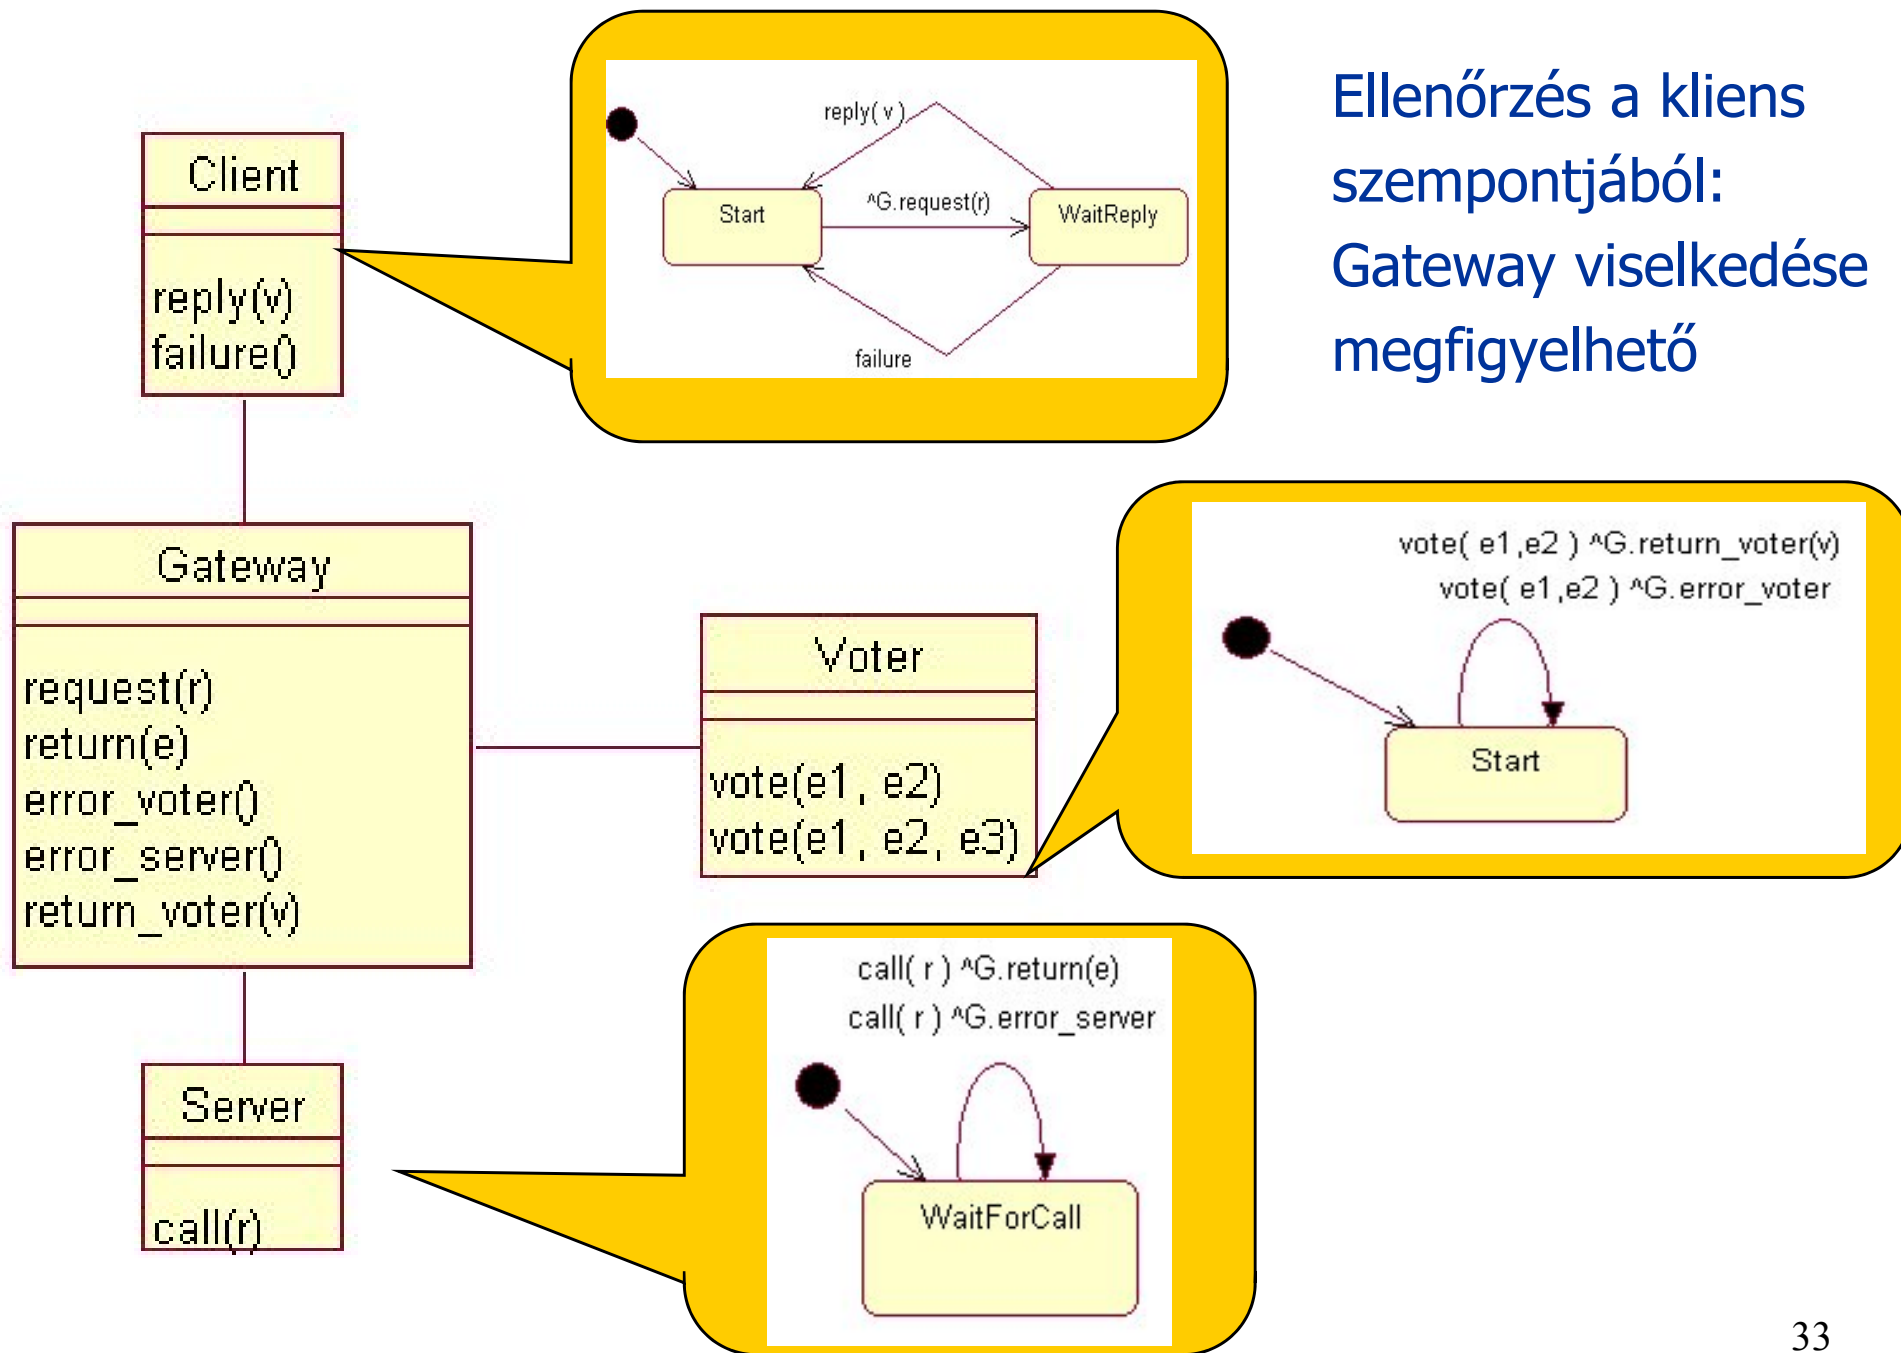 Ellenőrzés a kliens
szempontjából:
Gateway viselkedése
megfigyelhető
Client
reply(v)
failure()
reply( v )
Start
^G.request(r)
WaitReply
failure
Gateway
request(r)
return(e)
error_voter()
error_server()
return_voter(v)
Voter
vote(e1, e2)
vote(e1, e2, e3)
vote( e1,e2 ) ^G.return_voter(v)
vote( e1,e2 ) ^G.error_voter
Start
Server
call(r)
call( r ) ^G.return(e)
call( r ) ^G.error_server
WaitForCall
33